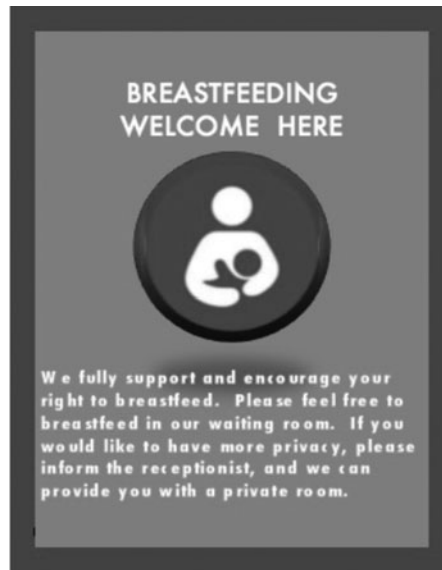 BREASTFEEDING
WELCOME HERE
We fully support and encourage your
right to breastfeed. Please feel free to
breastfeed in our waiting room. If you
would like to have more privacy, please
inform the receptionist, and we can
provide you with a private room.